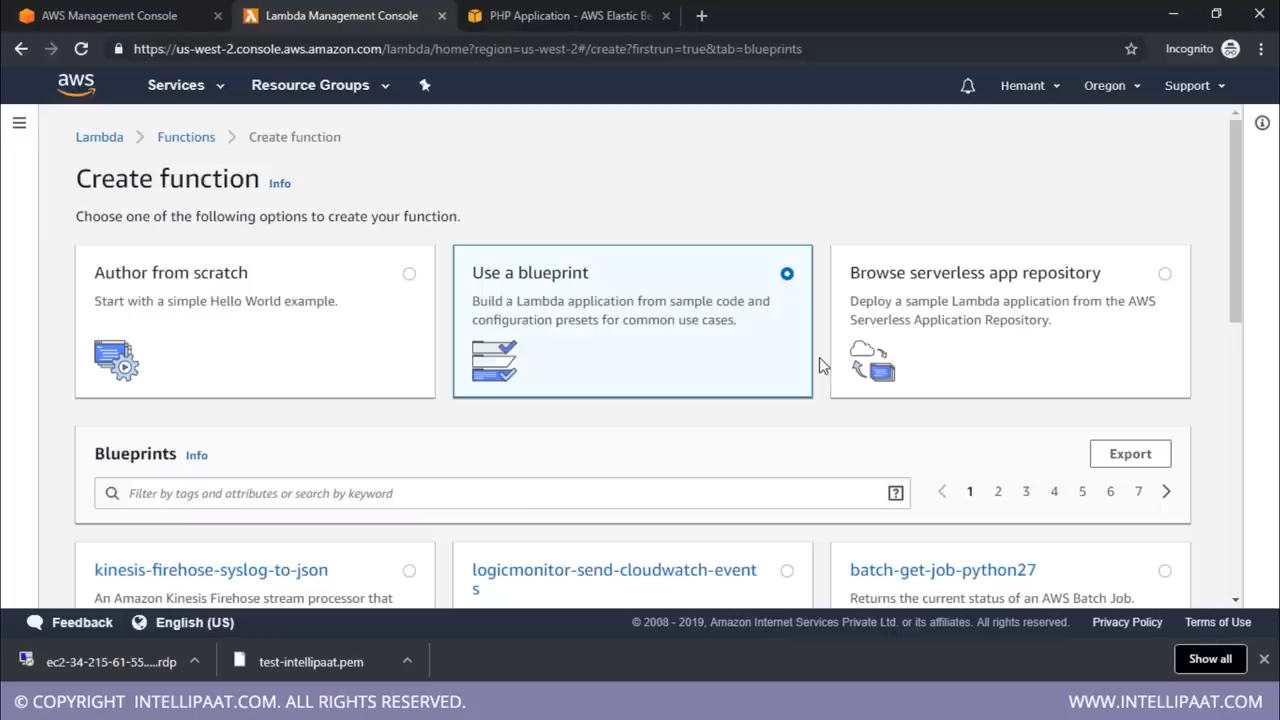 AWS Management Console
Lambda Management Console
PHP Application - AWS Elastic Be
https://us-west-2.console.aws.amazon.com/lambda/home?region=us-west-2#/create?firstrun=true&tab=blueprints
Incognito
aws
Services
Resource Groups
Hemant
Oregon
Support
Lambda
Functions
Create function
Create function
Info
Choose one of the following options to create your function.
Author from scratch
Start with a simple Hello World example.
Use a blueprint
Build a Lambda application from sample code and
configuration presets for common use cases.
Browse serverless app repository
Deploy a sample Lambda application from the AWS
Serverless Application Repository.
Blueprints
Info
Export
Filter by tags and attributes or search by keyword
1 2 3 4 5 6 7
kinesis-firehose-syslog-to-json
An Amazon Kinesis Firehose stream processor that
logicmonitor-send-cloudwatch-event
s
batch-get-job-python27
Returns the current status of an AWS Batch Job.
Feedback
English (US)
© 2008 - 2019, Amazon Internet Services Private Ltd. or its affiliates. All rights reserved.
Privacy Policy
Terms of Use
ec2-34-215-61-55.....rdp
test-intellipaat.pem
Show all
© COPYRIGHT INTELLIPAAT.COM. ALL RIGHTS RESERVED.
WWW.INTELLIPAAT.COM